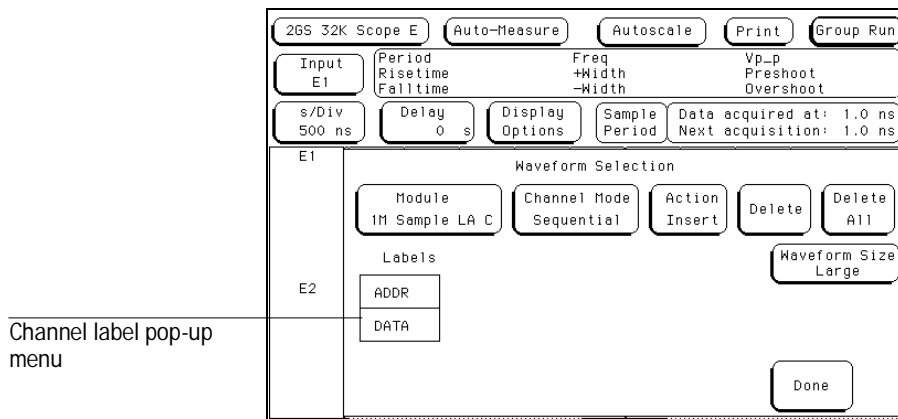 2GS 32K Scope E Auto-Measure Autoscale Print Group Run
Input E1
Period Freq Vp_p
Risetime +Width Preshoot
Falltime -Width Overshoot
s/Div 500 ns
Delay 0 s
Display Options
Sample Period
Data acquired at: 1.0 ns
Next acquisition: 1.0 ns
E1
Waveform Selection
Module 1M Sample LA C
Channel Mode Sequential
Action Insert
Delete
Delete All
Labels
Waveform Size Large
E2
ADDR
DATA
Channel label pop-up
menu
Done